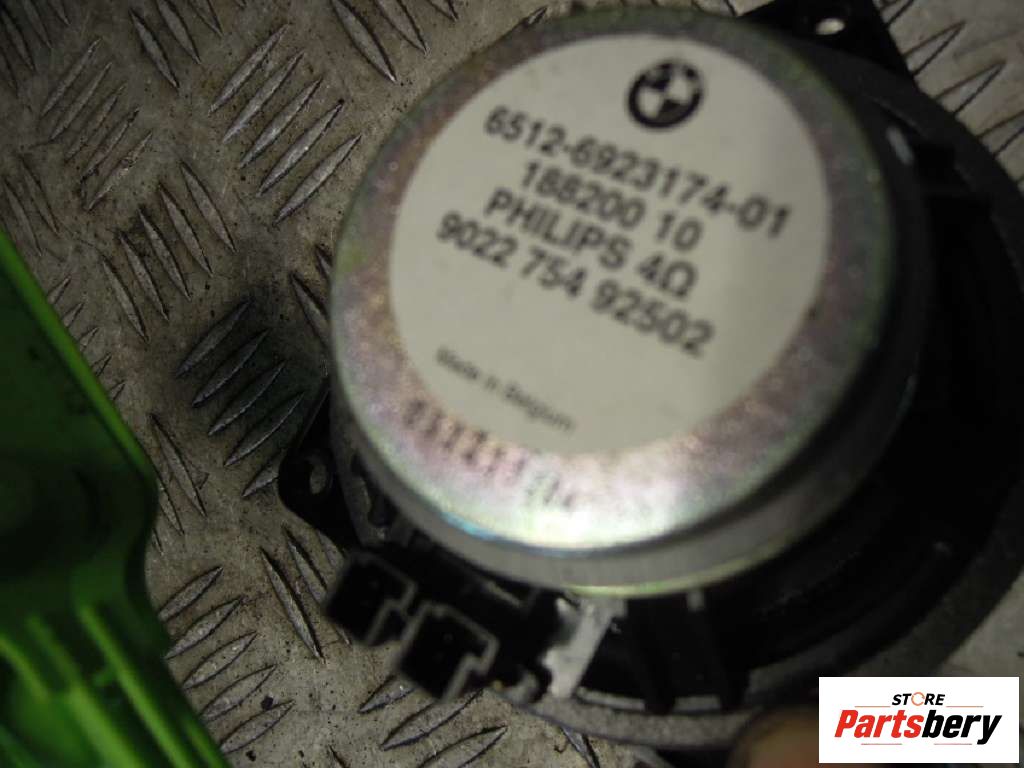 6512-6923174-01
188200 10
PHILIPS 4Ω
9022 754 92502
Made in Belgium
STORE
Partsbery